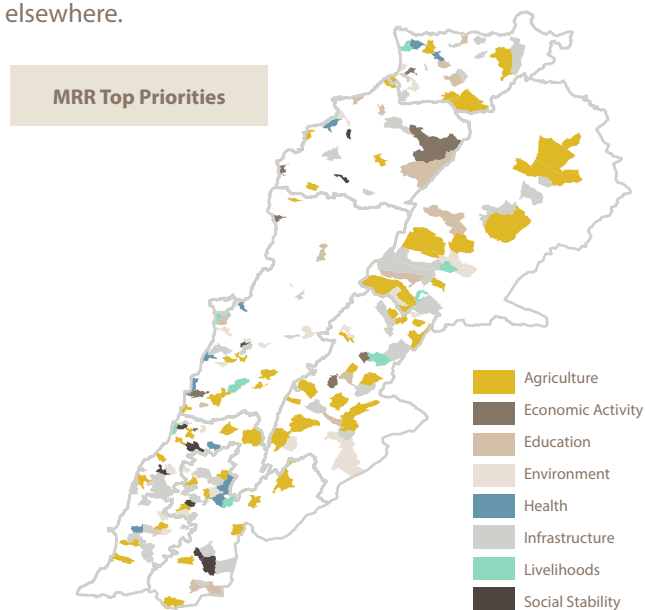 elsewhere.
MRR Top Priorities
Agriculture
Economic Activity
Education
Environment
Health
Infrastructure
Livelihoods
Social Stability